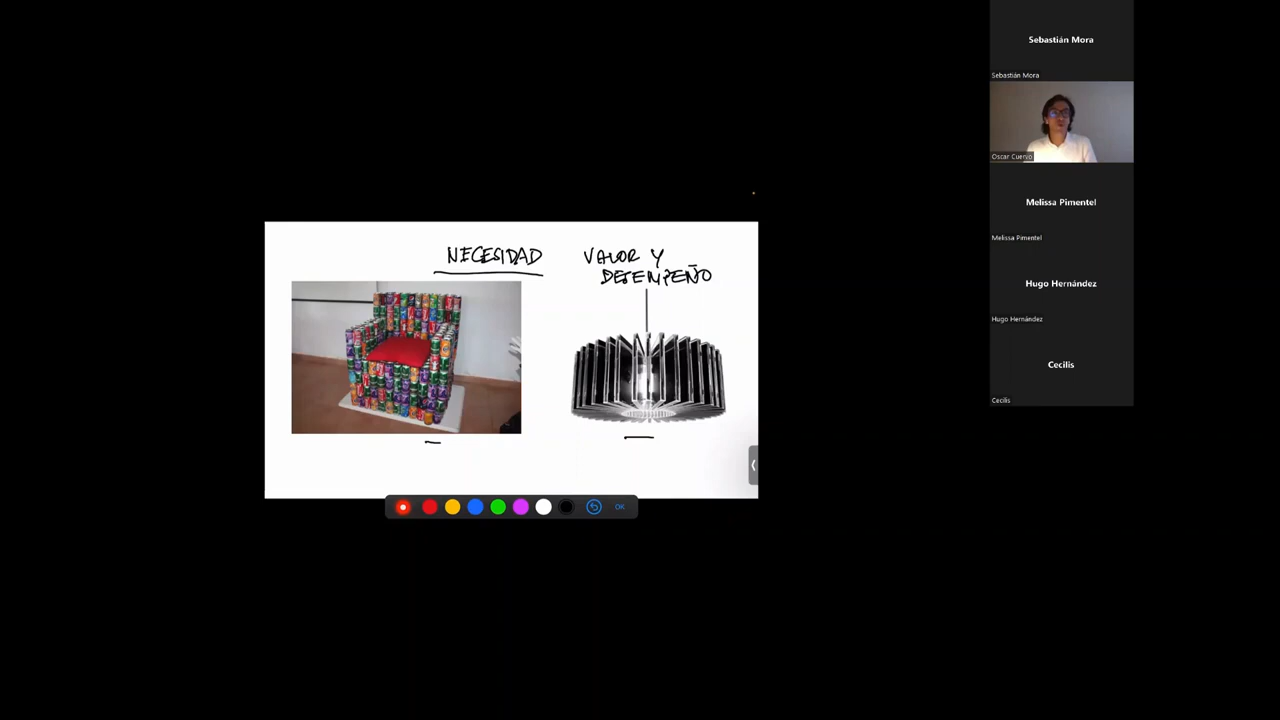 NECESIDAD
VALOR Y
DESEMPEÑO
OK
Sebastián Mora
Sebastián Mora
Oscar Cuervo
Melissa Pimentel
Melissa Pimentel
Hugo Hernández
Hugo Hernández
Cecilis
Cecilis